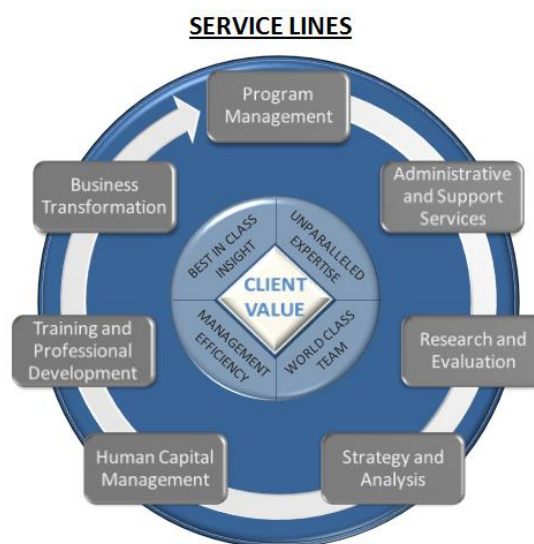 SERVICE LINES
Program
Management
Administrative
and Support
Services
Research and
Evaluation
Strategy and
Analysis
Human Capital
Management
Training and
Professional
Development
Business
Transformation
BEST IN CLASS
INSIGHT
UNPARALLELED
EXPERTISE
CLIENT
VALUE
MANAGEMENT
EFFICIENCY
WORLD CLASS
TEAM